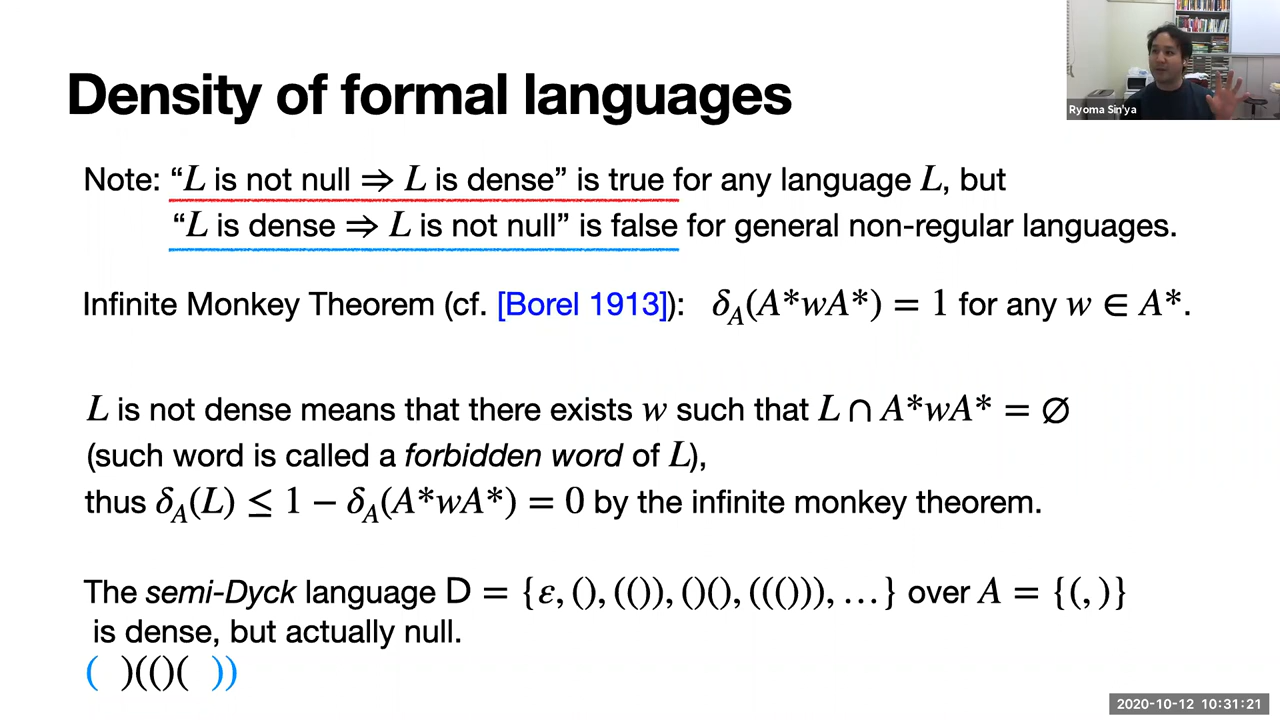 Density of formal languages
Ryoma Sin'ya
Note: “L is not null ⇒ L is dense” is true for any language L, but
“L is dense ⇒ L is not null” is false for general non-regular languages.
Infinite Monkey Theorem (cf. [Borel 1913]): δ_A(A*wA*) = 1 for any w ∈ A*.
L is not dense means that there exists w such that L ∩ A*wA* = ∅
(such word is called a forbidden word of L),
thus δ_A(L) ≤ 1 − δ_A(A*wA*) = 0 by the infinite monkey theorem.
The semi-Dyck language D = {ε, (), (()), ()(), ((())), …} over A = {(, )}
is dense, but actually null.
( )(()( ))
2020-10-12 10:31:21